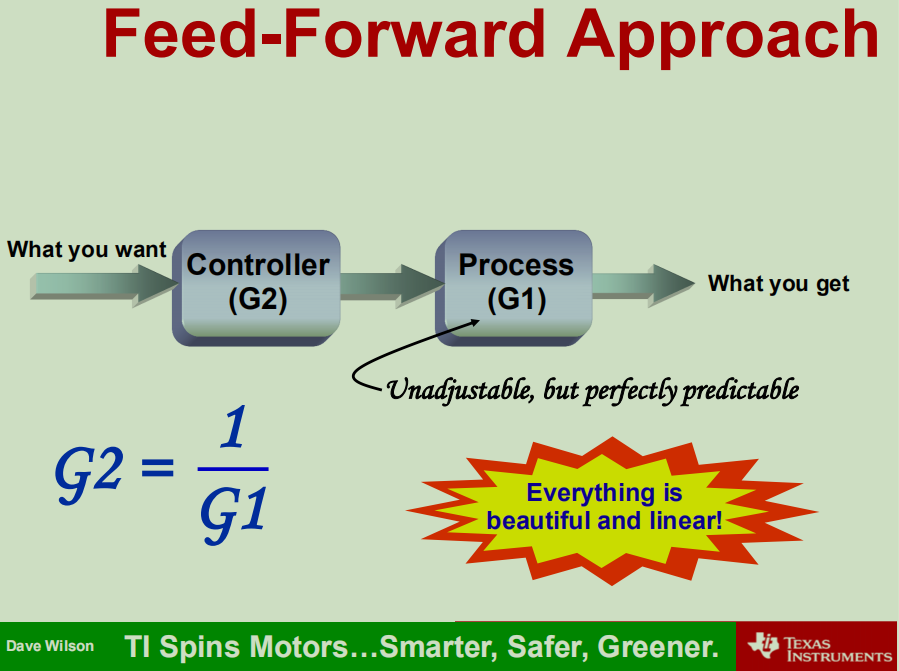 Feed-Forward Approach
What you want
Controller
(G2)
Process
(G1)
What you get
Unadjustable, but perfectly predictable
G2 = 1
G1
Everything is
beautiful and linear!
Dave Wilson
TI Spins Motors…Smarter, Safer, Greener.
TEXAS
INSTRUMENTS